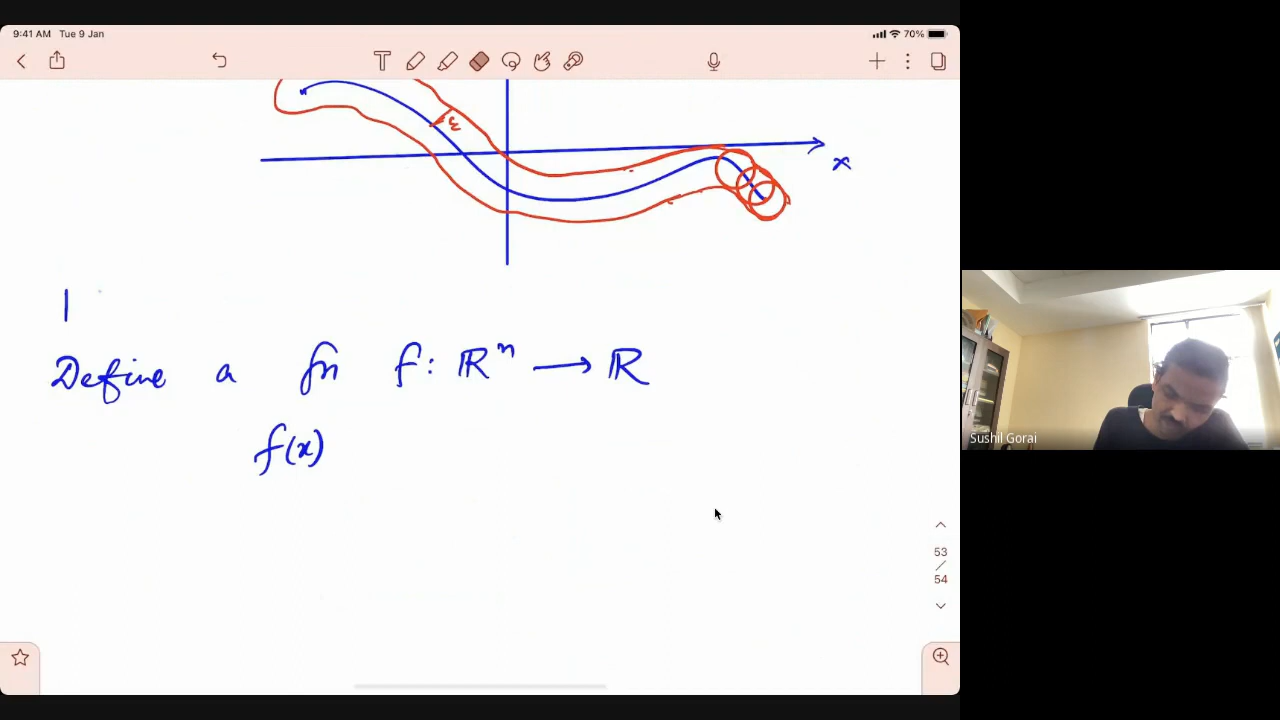 9:41 AM Tue 9 Jan
70%
T
ε
x
Define a fn f: ℝⁿ ⟶ ℝ
f(x)
Sushil Gorai
53
/
54